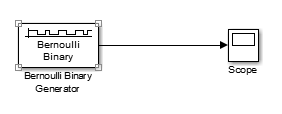 Bernoulli
Binary
Bernoulli Binary
Generator
Scope